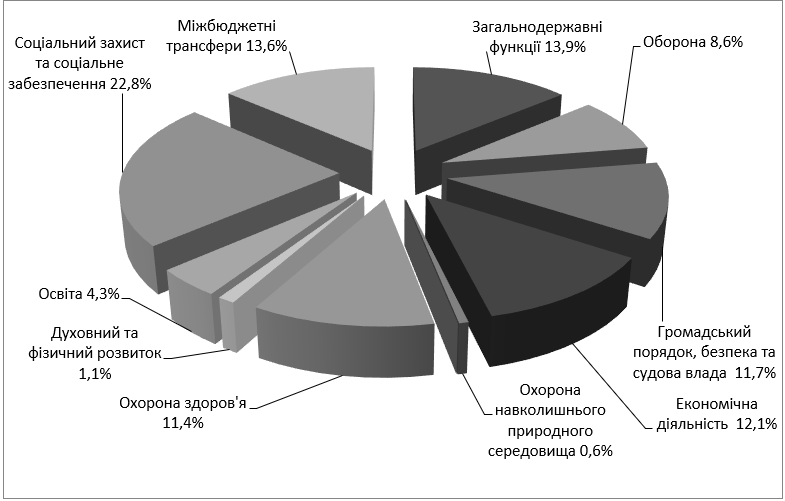 Загальнодержавні
функції 13,9%
Оборона 8,6%
Громадський
порядок, безпека та
судова влада 11,7%
Економічна
діяльність 12,1%
Охорона
навколишнього
природного
середовища 0,6%
Охорона здоров'я
11,4%
Духовний та
фізичний розвиток
1,1%
Освіта 4,3%
Соціальний захист
та соціальне
забезпечення 22,8%
Міжбюджетні
трансфери 13,6%